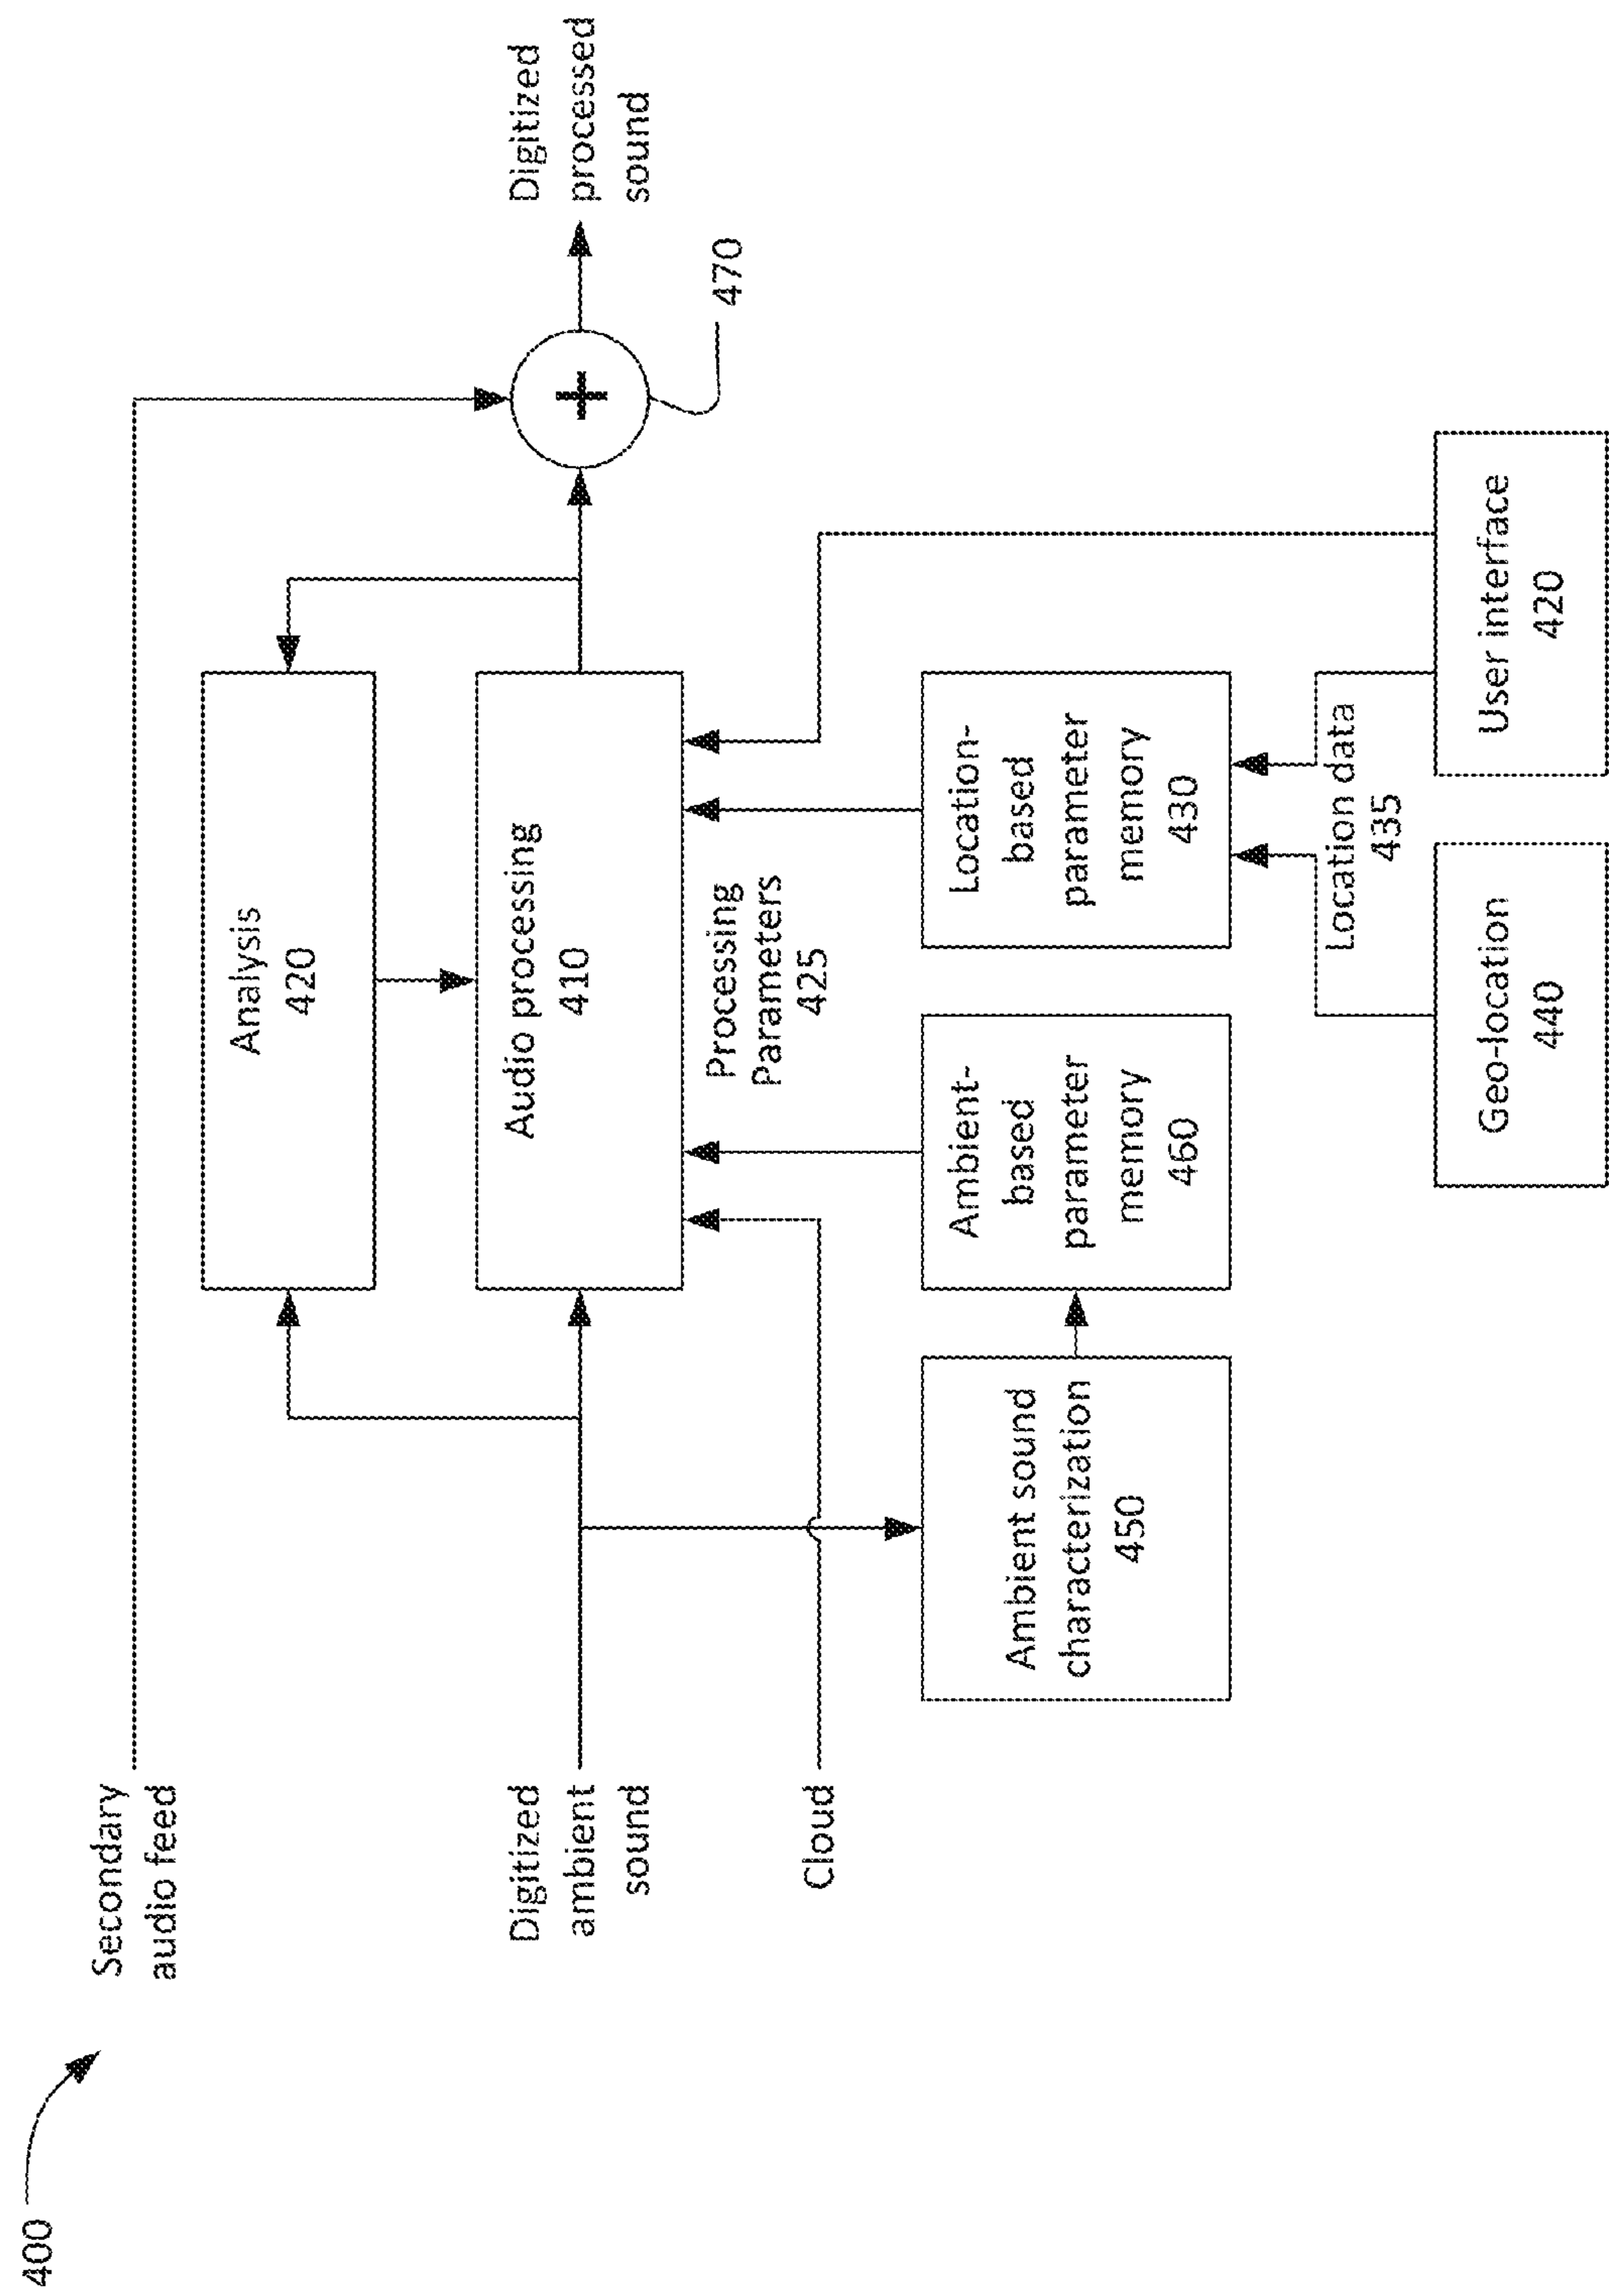 400
Secondary
audio feed
Digitized
ambient
sound
Cloud
Analysis
420
Audio processing
410
Processing
Parameters
425
Digitized
processed
sound
470
Ambient sound
characterization
450
Ambient-
based
parameter
memory
460
Location-
based
parameter
memory
430
Location data
435
Geo-location
440
User interface
420